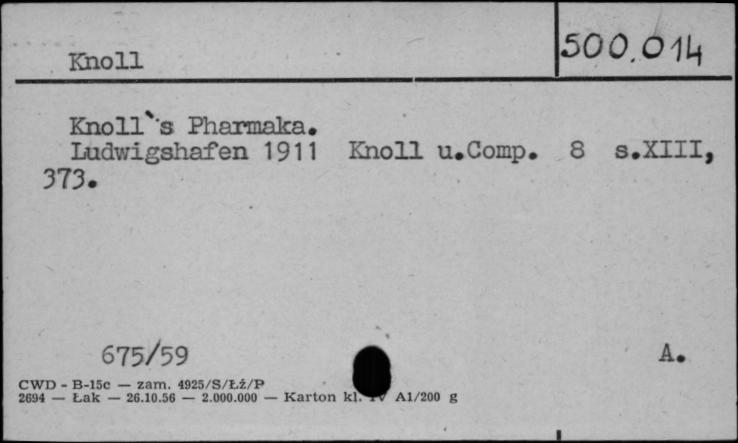 Knoll 500.014
Knoll`s Pharmaka.
Ludwigshafen 1911 Knoll u.Comp. 8 s.XIII,
373.
675/59 A.
CWD - B-15c — zam. 4925/S/Łż/P
2694 — Łak — 26.10.56 — 2.000.000 — Karton kl. IV A1/200 g